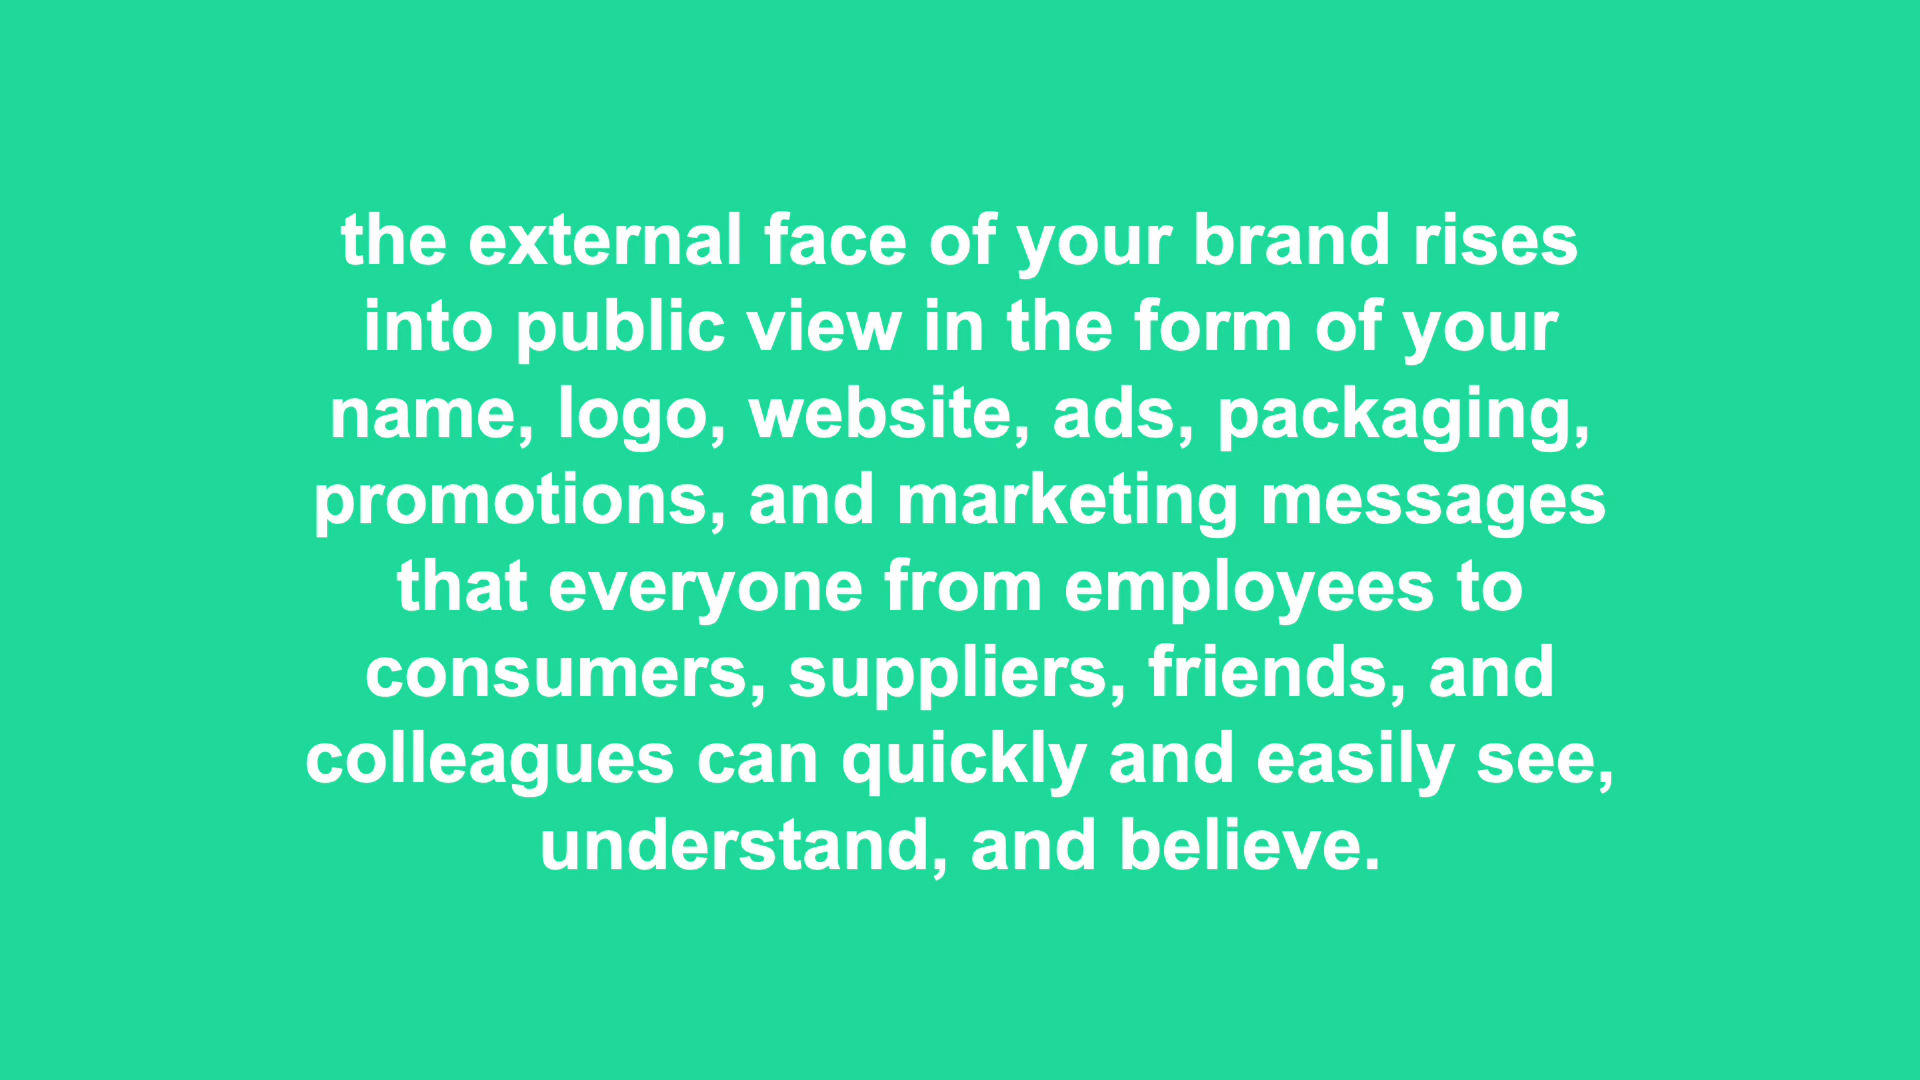 the external face of your brand rises
into public view in the form of your
name, logo, website, ads, packaging,
promotions, and marketing messages
that everyone from employees to
consumers, suppliers, friends, and
colleagues can quickly and easily see,
understand, and believe.